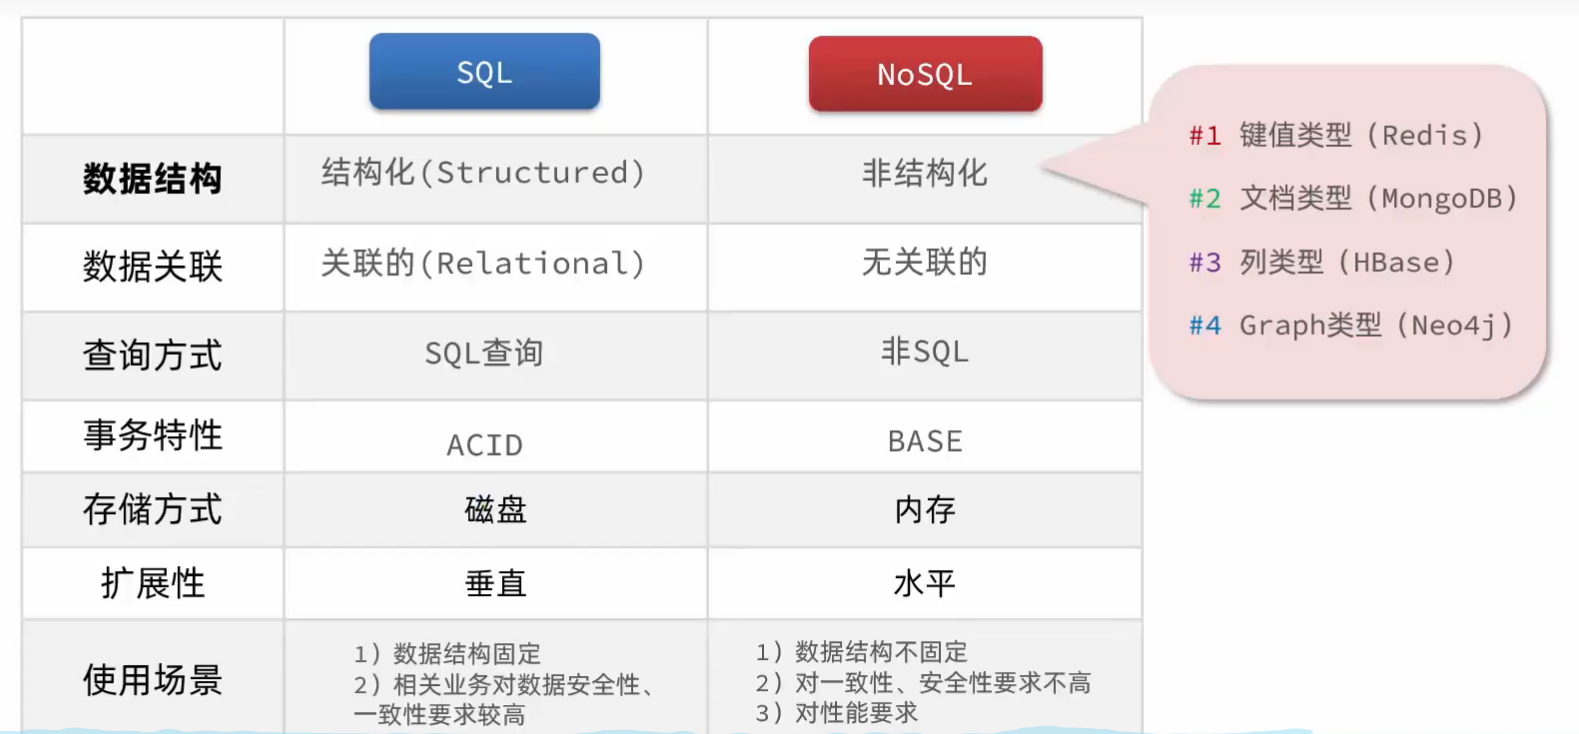 SQL
NoSQL
数据结构
结构化(Structured)
非结构化
数据关联
关联的(Relational)
无关联的
查询方式
SQL查询
非SQL
事务特性
ACID
BASE
存储方式
磁盘
内存
扩展性
垂直
水平
使用场景
1）数据结构固定
2）相关业务对数据安全性、
一致性要求较高
1）数据结构不固定
2）对一致性、安全性要求不高
3）对性能要求
#1 键值类型（Redis）
#2 文档类型（MongoDB）
#3 列类型（HBase）
#4 Graph类型（Neo4j）